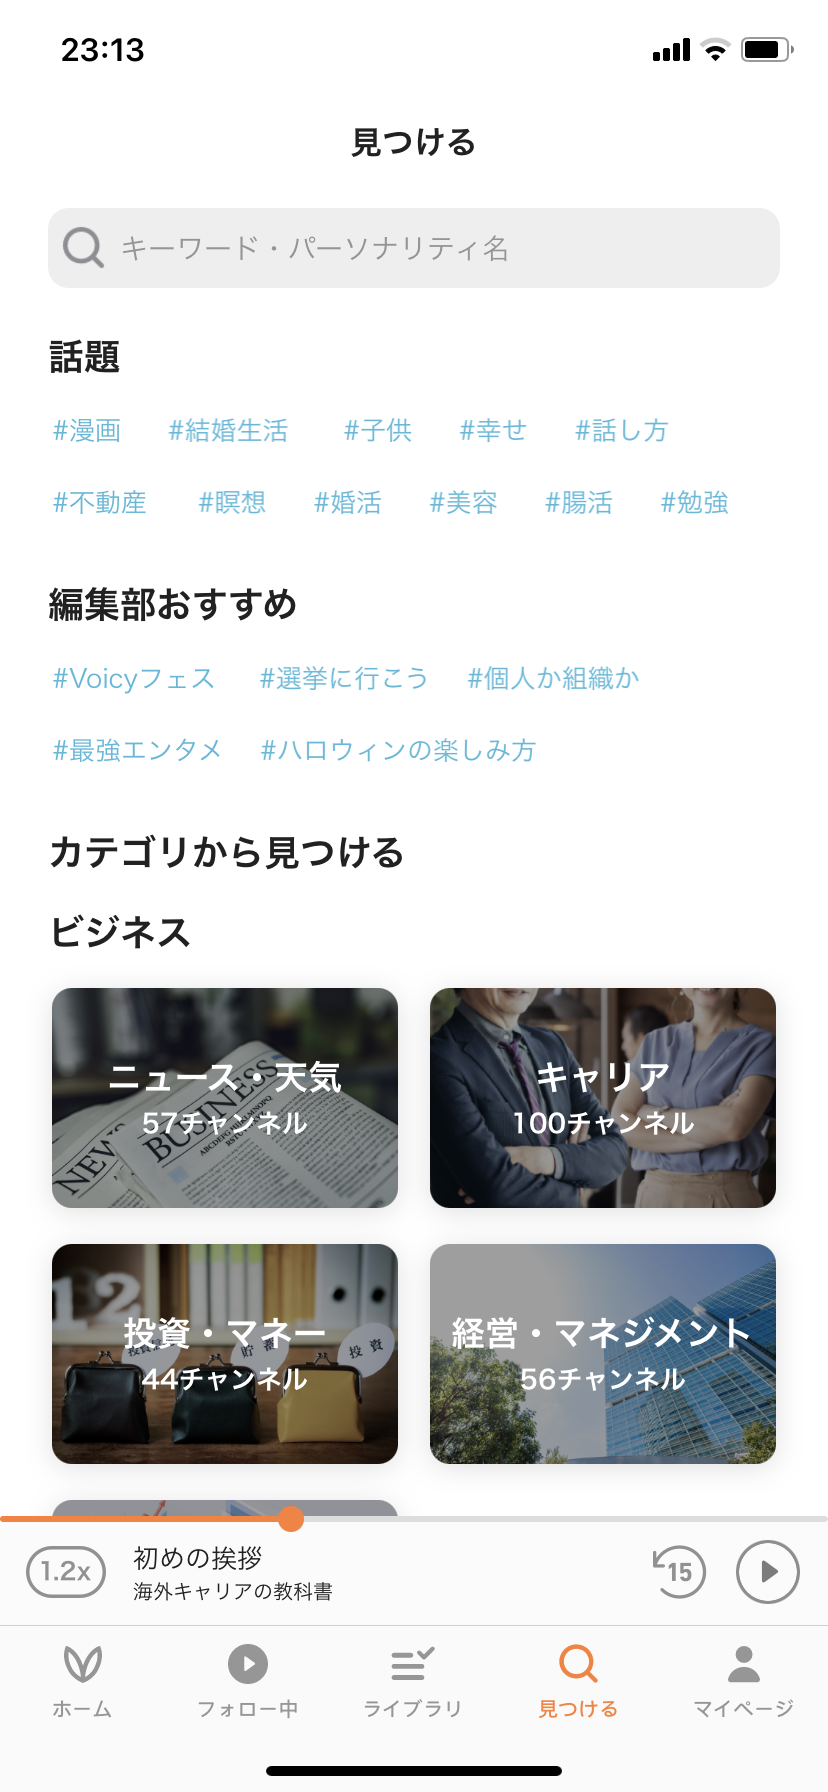 23:13
見つける
キーワード・パーソナリティ名
話題
#漫画 #結婚生活 #子供 #幸せ #話し方
#不動産 #瞑想 #婚活 #美容 #腸活 #勉強
編集部おすすめ
#Voicyフェス #選挙に行こう #個人か組織か
#最強エンタメ #ハロウィンの楽しみ方
カテゴリから見つける
ビジネス
ニュース・天気
57チャンネル
NEWS
BUSINESS
ABCDEFG HIJKLMNOPQ
キャリア
100チャンネル
投資・マネー
44チャンネル
12
貯蓄
投資
経営・マネジメント
56チャンネル
1.2x
初めの挨拶
海外キャリアの教科書
15
ホーム フォロー中 ライブラリ 見つける マイページ